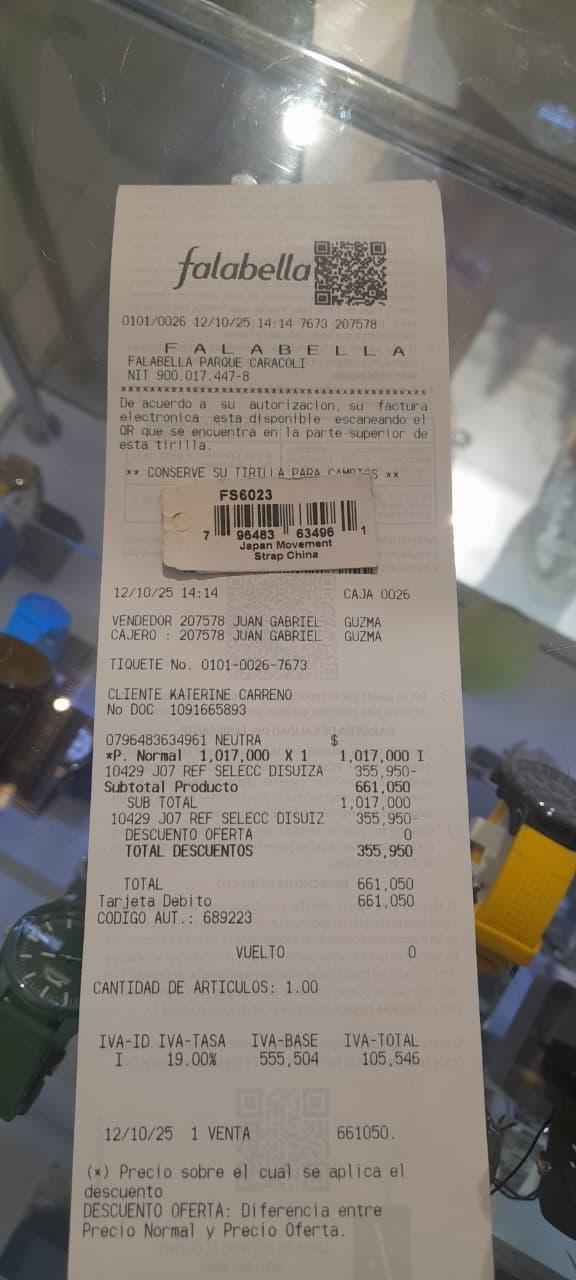 falabella
0101/0026 12/10/25 14:14 7673 207578
F A L A B E L L A
FALABELLA PARQUE CARACOLI
NIT 900.017.447-8
******************************************
De acuerdo a su autorizacion, su factura
electronica esta disponible escaneando el
QR que se encuentra en la parte superior de
esta tirilla.
** CONSERVE SU TIRILLA PARA CAMBIOS **
FS6023
7 96483 63496 1
Japan Movement
Strap China
12/10/25 14:14 CAJA 0026
VENDEDOR 207578 JUAN GABRIEL GUZMA
CAJERO : 207578 JUAN GABRIEL GUZMA
TIQUETE No. 0101-0026-7673
CLIENTE KATERINE CARRENO
No DOC 1091665893
0796483634961 NEUTRA $
*P. Normal 1,017,000 X 1 1,017,000 I
10429 J07 REF SELECC DISUIZA 355,950-
Subtotal Producto 661,050
SUB TOTAL 1,017,000
10429 J07 REF SELECC DISUIZ 355,950-
DESCUENTO OFERTA 0
TOTAL DESCUENTOS 355,950
TOTAL 661,050
Tarjeta Debito 661,050
CODIGO AUT.: 689223
VUELTO 0
CANTIDAD DE ARTICULOS: 1.00
IVA-ID IVA-TASA IVA-BASE IVA-TOTAL
I 19.00% 555,504 105,546
12/10/25 1 VENTA 661050.
(*) Precio sobre el cual se aplica el
descuento
DESCUENTO OFERTA: Diferencia entre
Precio Normal y Precio Oferta.